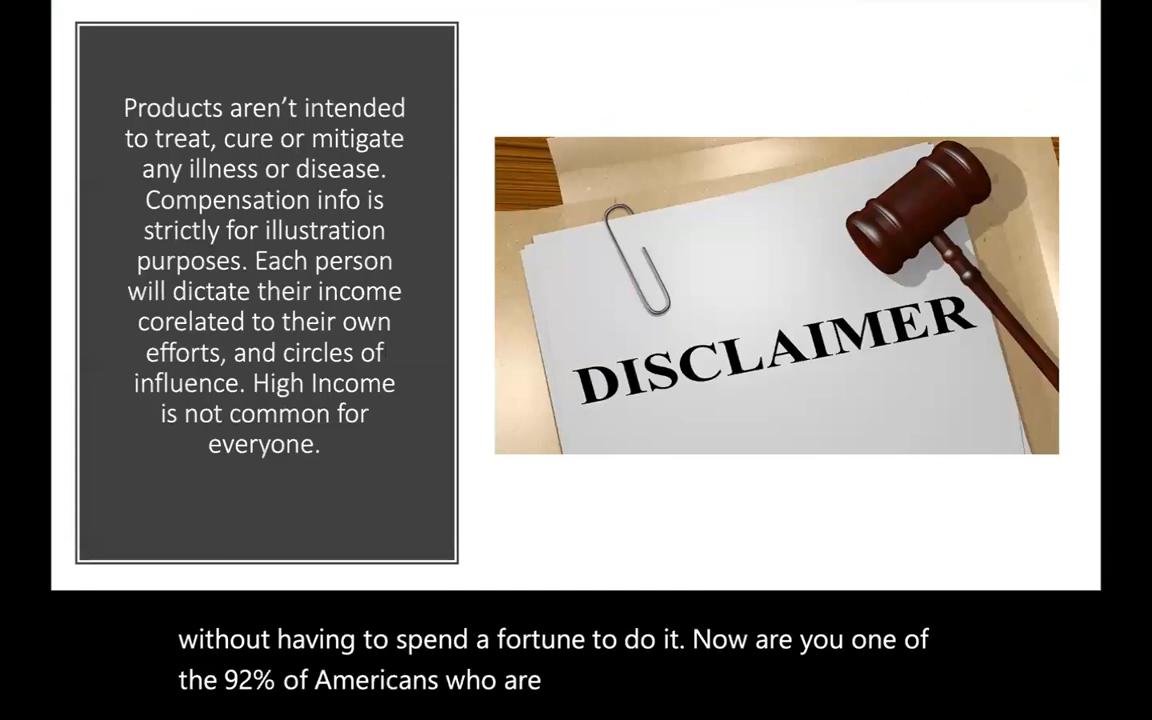 Products aren’t intended
to treat, cure or mitigate
any illness or disease.
Compensation info is
strictly for illustration
purposes. Each person
will dictate their income
corelated to their own
efforts, and circles of
influence. High Income
is not common for
everyone.
DISCLAIMER
without having to spend a fortune to do it. Now are you one of
the 92% of Americans who are